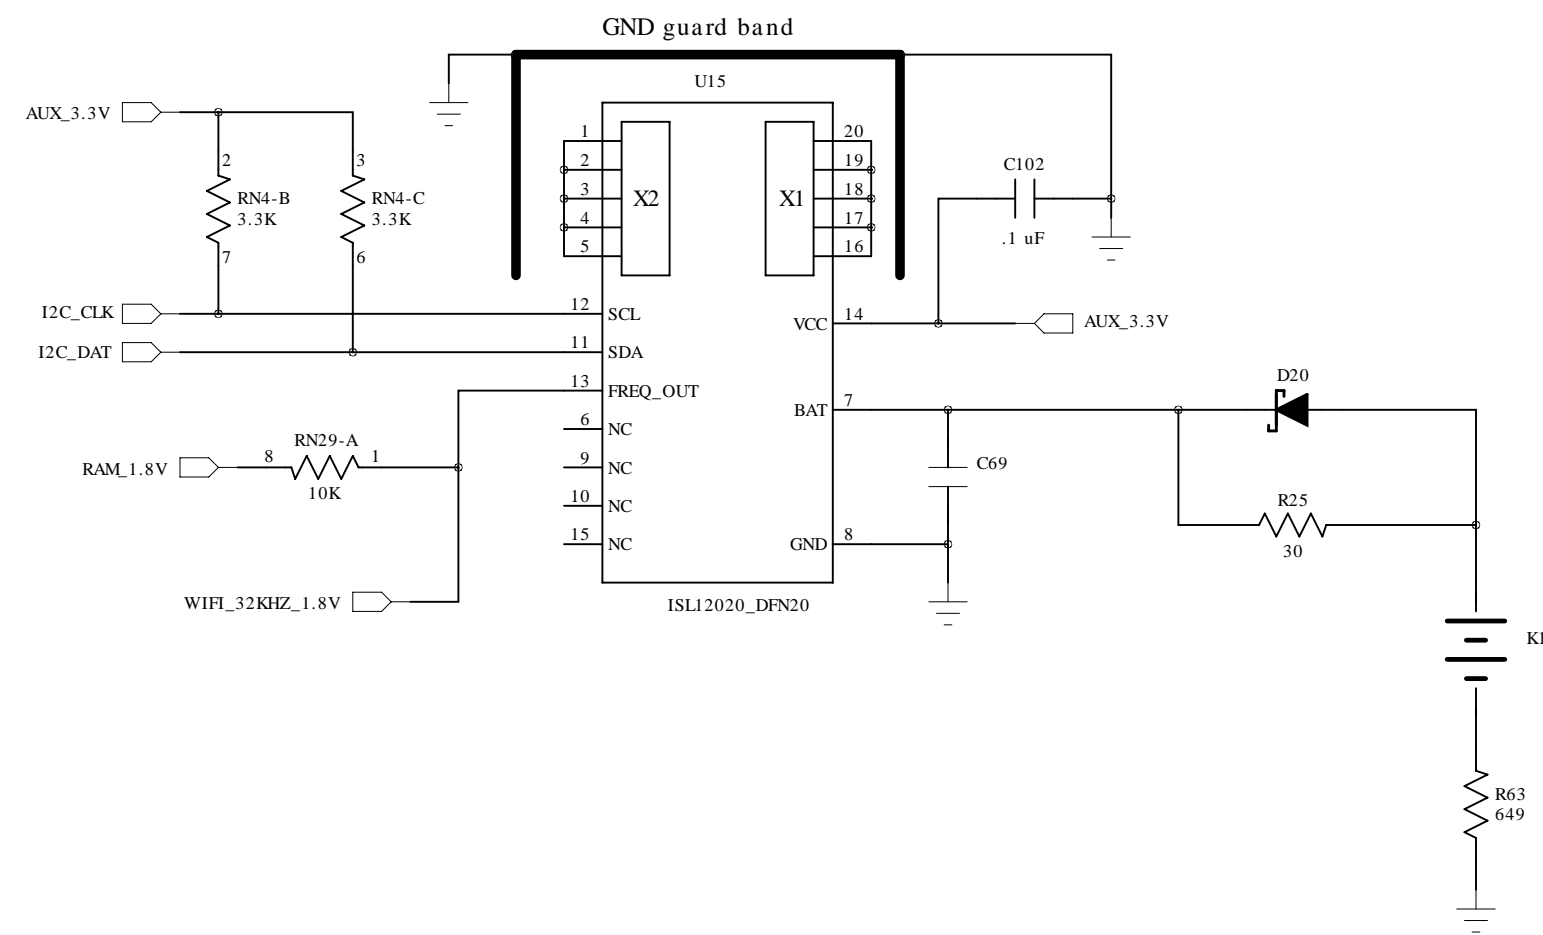 GND guard band
U15
AUX_3.3V
1
2
3
4
5
X2
X1
20
19
18
17
16
C102
.1 uF
2
RN4-B
3.3K
7
3
RN4-C
3.3K
6
I2C_CLK
12
SCL
I2C_DAT
11
SDA
VCC
14
AUX_3.3V
13
FREQ_OUT
BAT
7
D20
6
NC
RN29-A
RAM_1.8V
8
1
10K
9
NC
C69
10
NC
R25
30
15
NC
GND
8
WIFI_32KHZ_1.8V
ISL12020_DFN20
R63
649